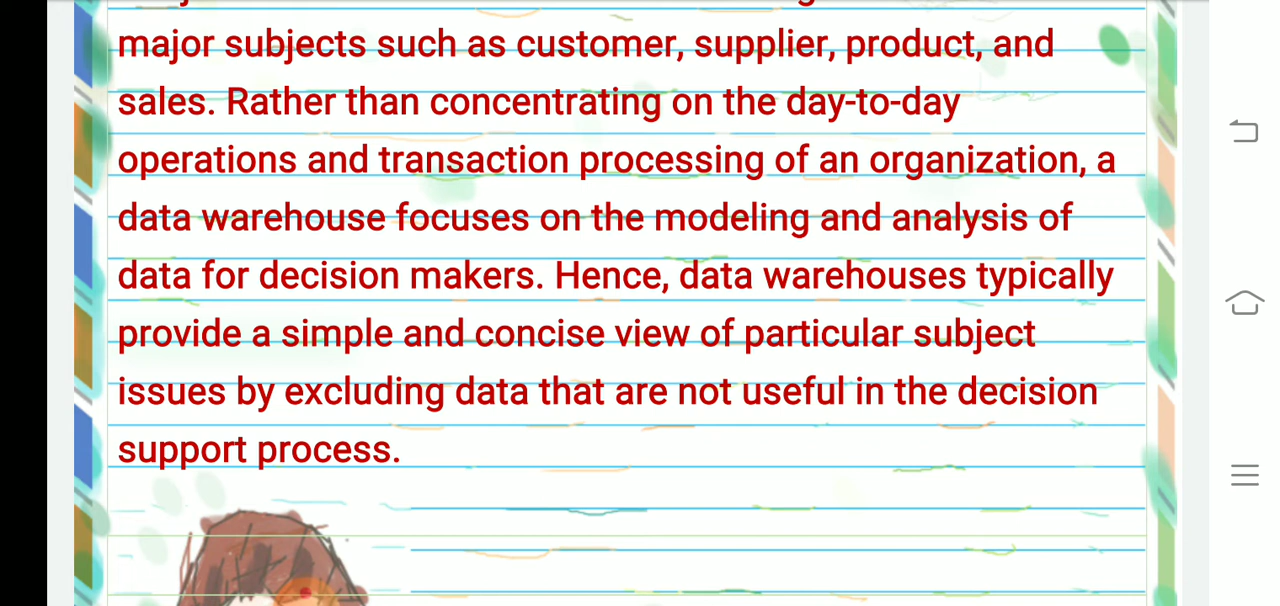 major subjects such as customer, supplier, product, and
sales. Rather than concentrating on the day-to-day
operations and transaction processing of an organization, a
data warehouse focuses on the modeling and analysis of
data for decision makers. Hence, data warehouses typically
provide a simple and concise view of particular subject
issues by excluding data that are not useful in the decision
support process.